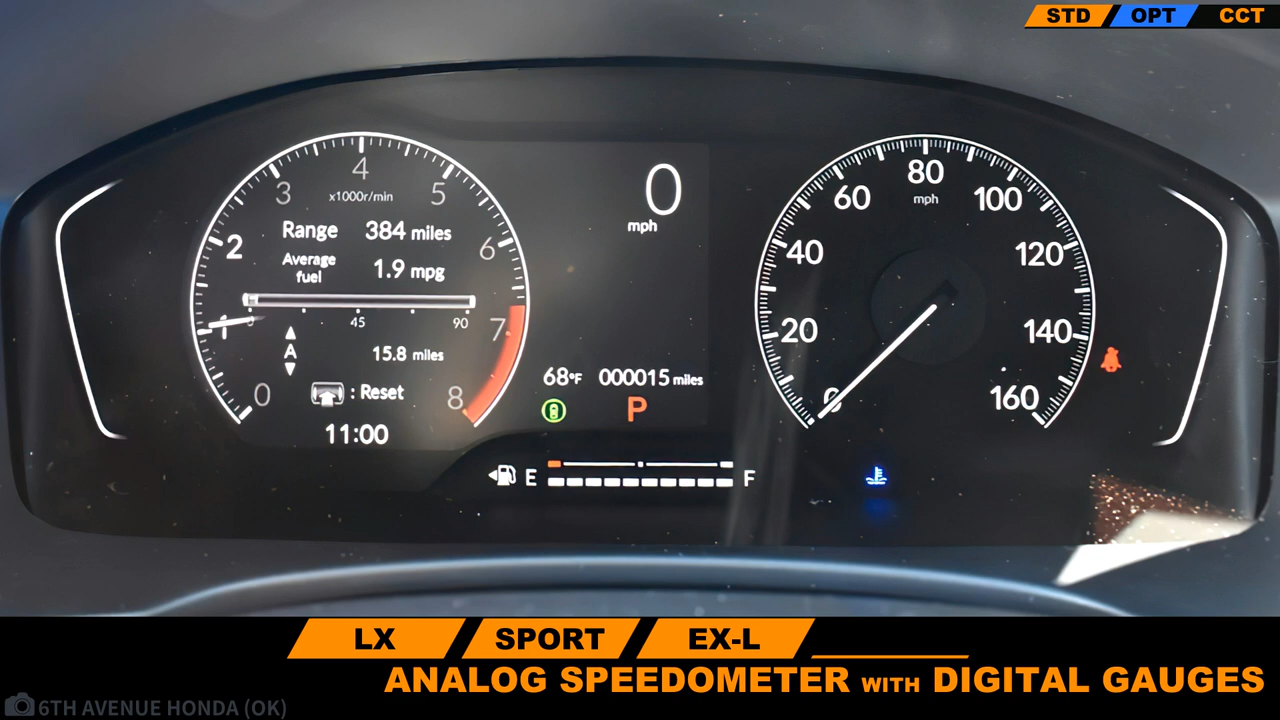 STD OPT CCT
4
3 5
x1000r/min
2 6
Range 384 miles
Average fuel 1.9 mpg
0 45 90
1 7
A 15.8 miles
: Reset
0 8
11:00
0
mph
68°F 000015 miles
P
E F
80
60 100
mph
40 120
20 140
0 160
LX SPORT EX-L
ANALOG SPEEDOMETER WITH DIGITAL GAUGES
6TH AVENUE HONDA (OK)